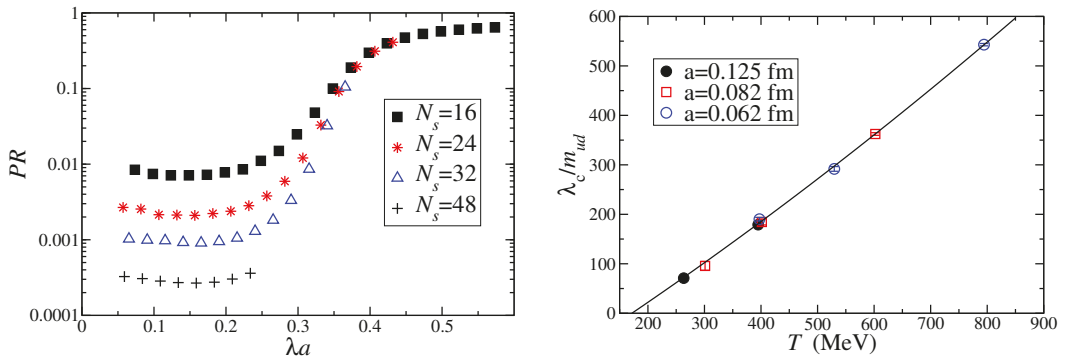 1
0.1
0.01
0.001
0.0001
PR
0 0.1 0.2 0.3 0.4 0.5
λa
N_s=16
N_s=24
N_s=32
N_s=48
600
500
400
300
200
100
0
λ_c/m_ud
200 300 400 500 600 700 800 900
T (MeV)
a=0.125 fm
a=0.082 fm
a=0.062 fm